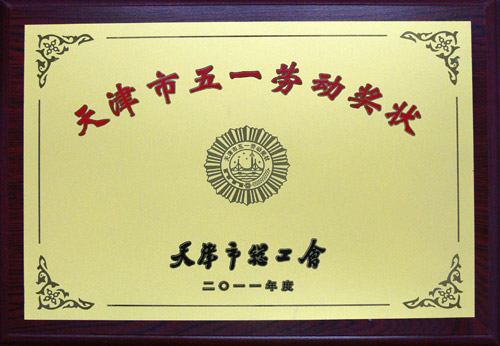 天津市五一劳动奖状
天津市总工會
二〇一一年度